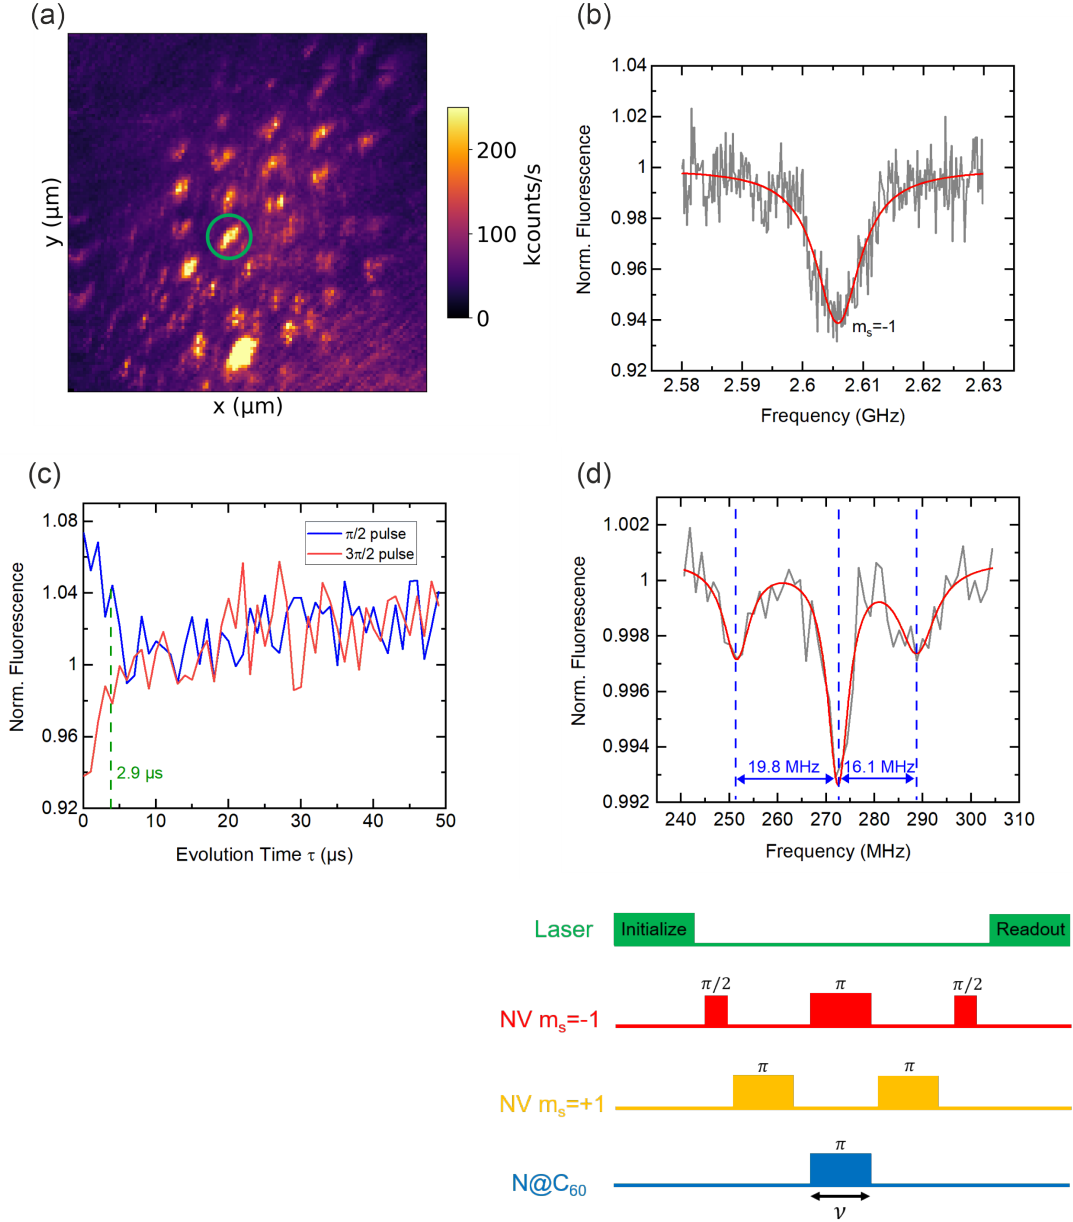 (a)
y (μm)
x (μm)
200
100
0
kcounts/s
(b)
1.04
1.02
1
0.98
0.96
0.94
0.92
Norm. Fluorescence
m_s=-1
2.58 2.59 2.6 2.61 2.62 2.63
Frequency (GHz)
(c)
1.08
1.04
1
0.96
0.92
Norm. Fluorescence
π/2 pulse
3π/2 pulse
2.9 μs
0 10 20 30 40 50
Evolution Time τ (μs)
(d)
1.002
1
0.998
0.996
0.994
0.992
Norm. Fluorescence
19.8 MHz
16.1 MHz
240 250 260 270 280 290 300 310
Frequency (MHz)
Laser
Initialize
Readout
π/2 π π/2
NV m_s=-1
π π
NV m_s=+1
π
N@C₆₀
ν